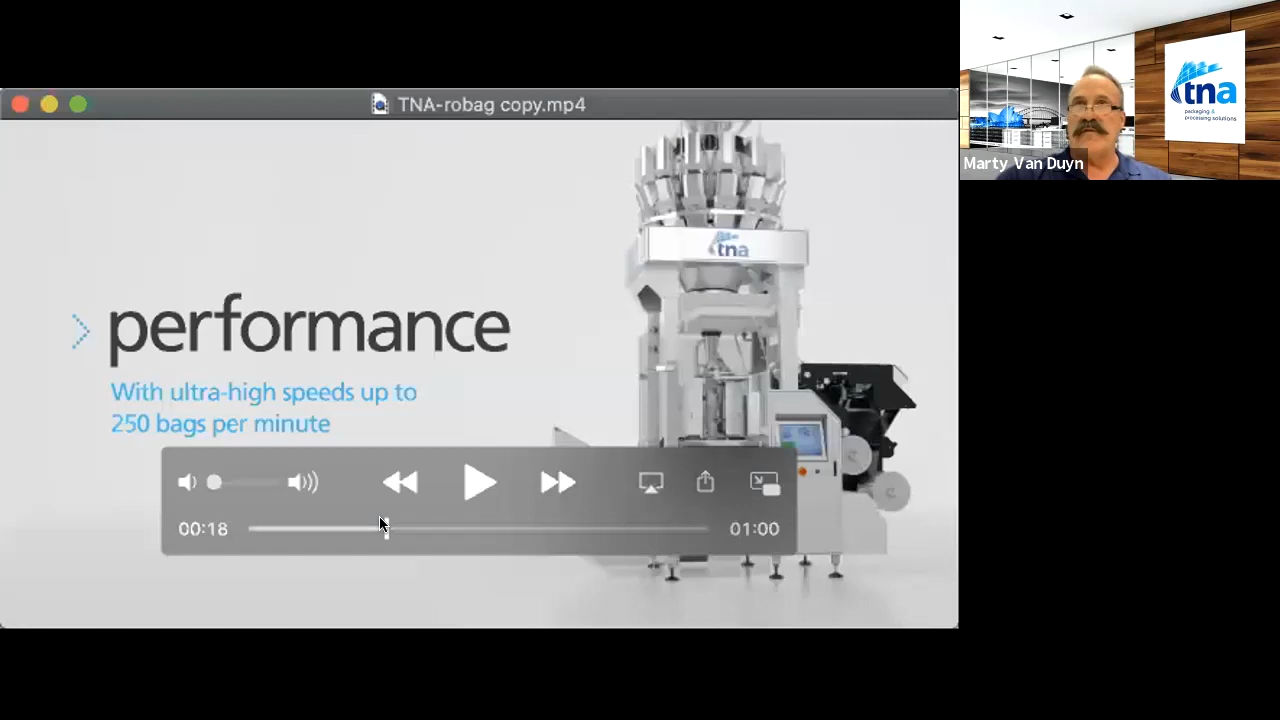 TNA-robag copy.mp4
tna
performance
With ultra-high speeds up to
250 bags per minute
00:18
01:00
tna
packaging &
processing solutions
Marty Van Duyn